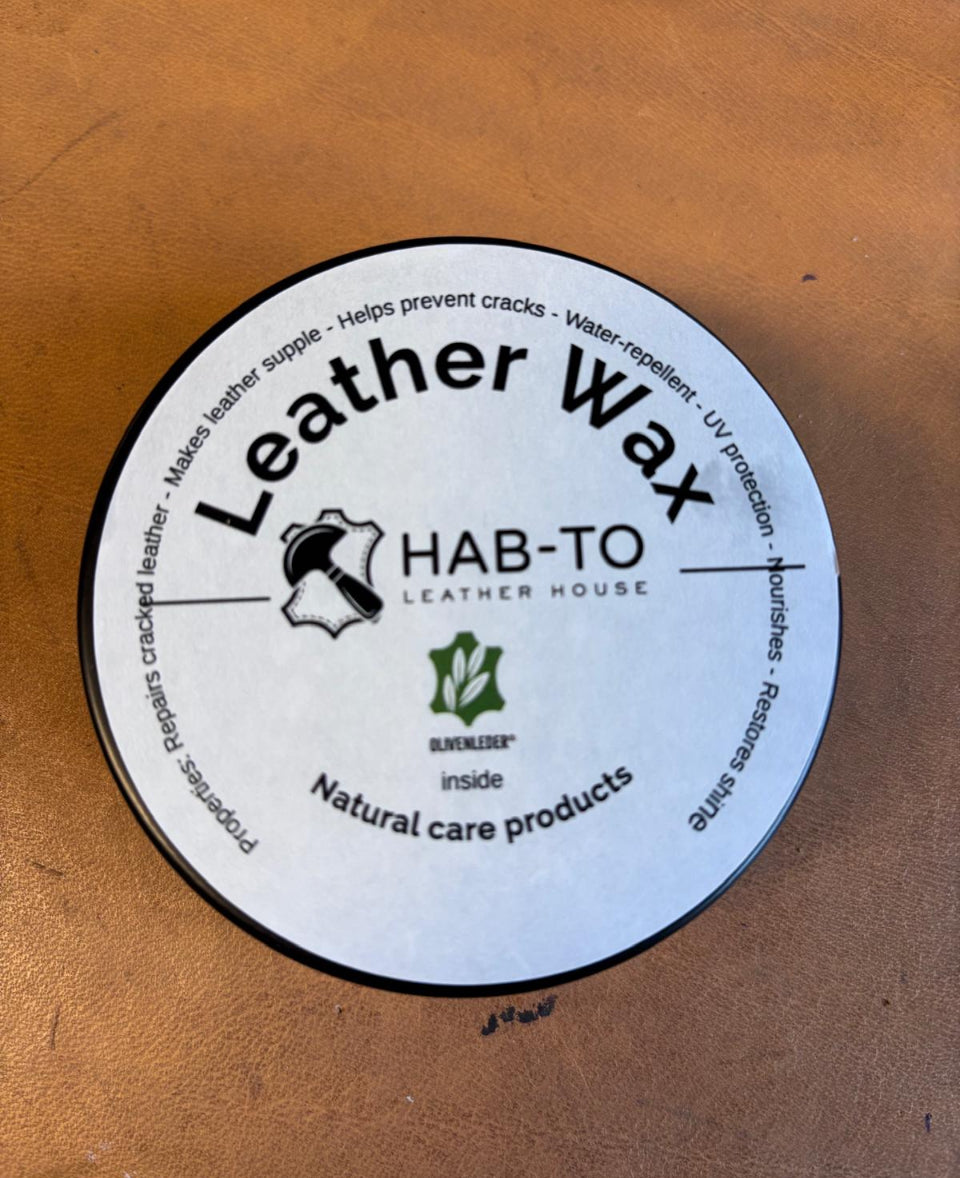 Properties: Repairs cracked leather - Makes leather supple - Helps prevent cracks - Water-repellent - UV protection - Nourishes - Restores shine
Leather Wax
HAB-TO
LEATHER HOUSE
OLIVENLEDER®
inside
Natural care products